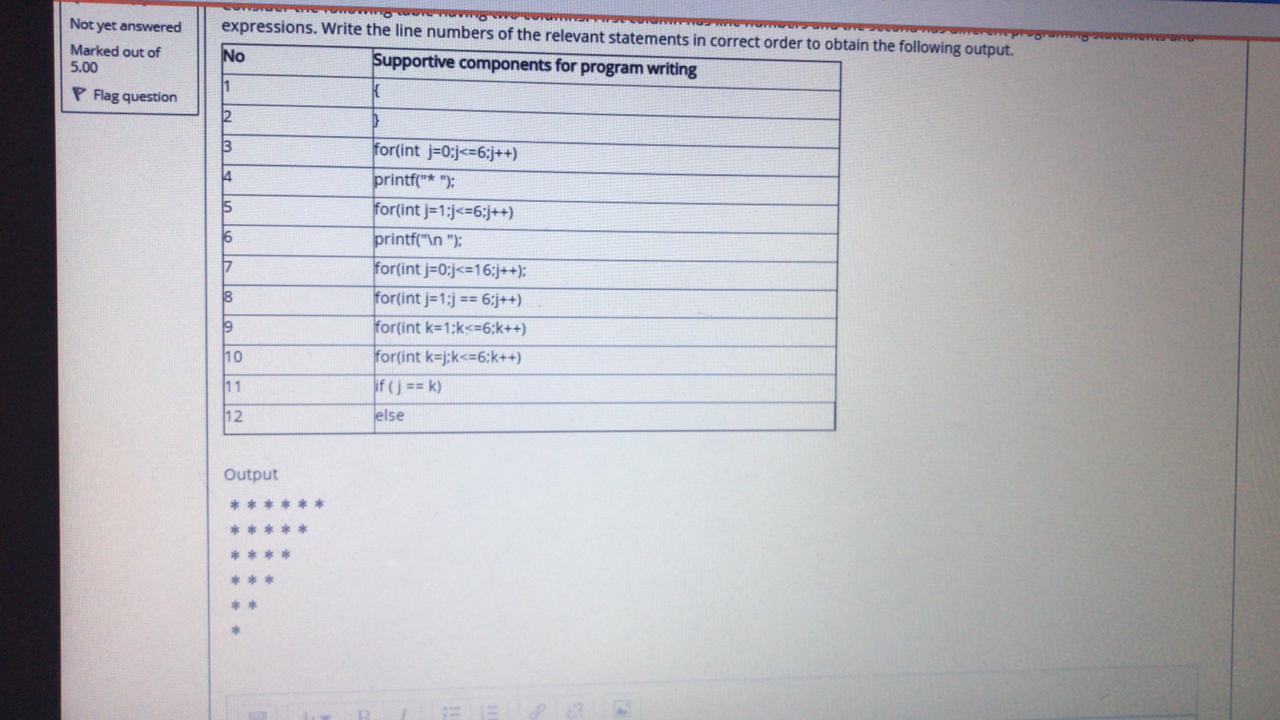 Not yet answered
Marked out of
5.00
Flag question
expressions. Write the line numbers of the relevant statements in correct order to obtain the following output.
No Supportive components for program writing
1 {
2 }
3 for(int j=0;j<=6;j++)
4 printf("* ");
5 for(int j=1;j<=6;j++)
6 printf("\n ");
7 for(int j=0;j<=16;j++);
8 for(int j=1;j == 6;j++)
9 for(int k=1;k<=6;k++)
10 for(int k=j;k<=6;k++)
11 if ( j == k)
12 else
Output
* * * * * *
* * * * *
* * * *
* * *
* *
*